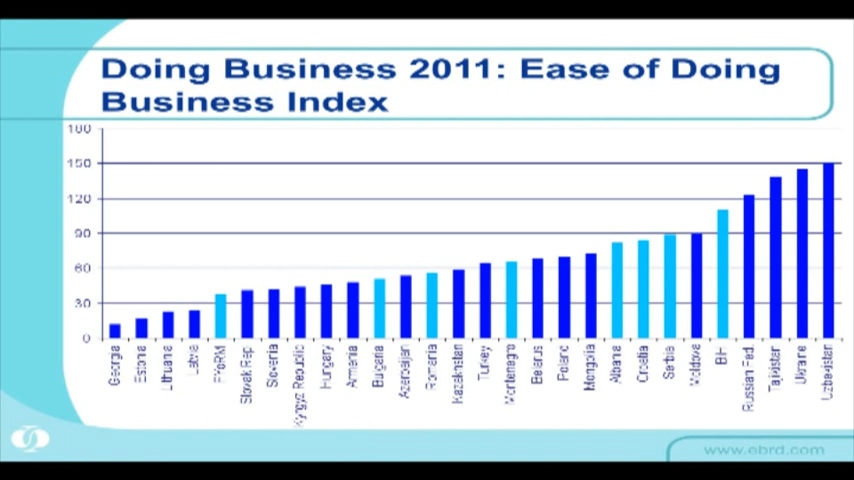 Doing Business 2011: Ease of Doing
Business Index
180
150
120
90
60
30
0
Georgia
Estonia
Lithuania
Latvia
FYoRM
Slovak Rep
Slovenia
Kyrgyz Republic
Hungary
Armenia
Bulgaria
Azerbaijan
Romania
Kazakhstan
Turkey
Montenegro
Belarus
Poland
Mongolia
Albania
Croatia
Serbia
Moldova
BiH
Russian Fed.
Tajikistan
Ukraine
Uzbekistan
www.ebrd.com